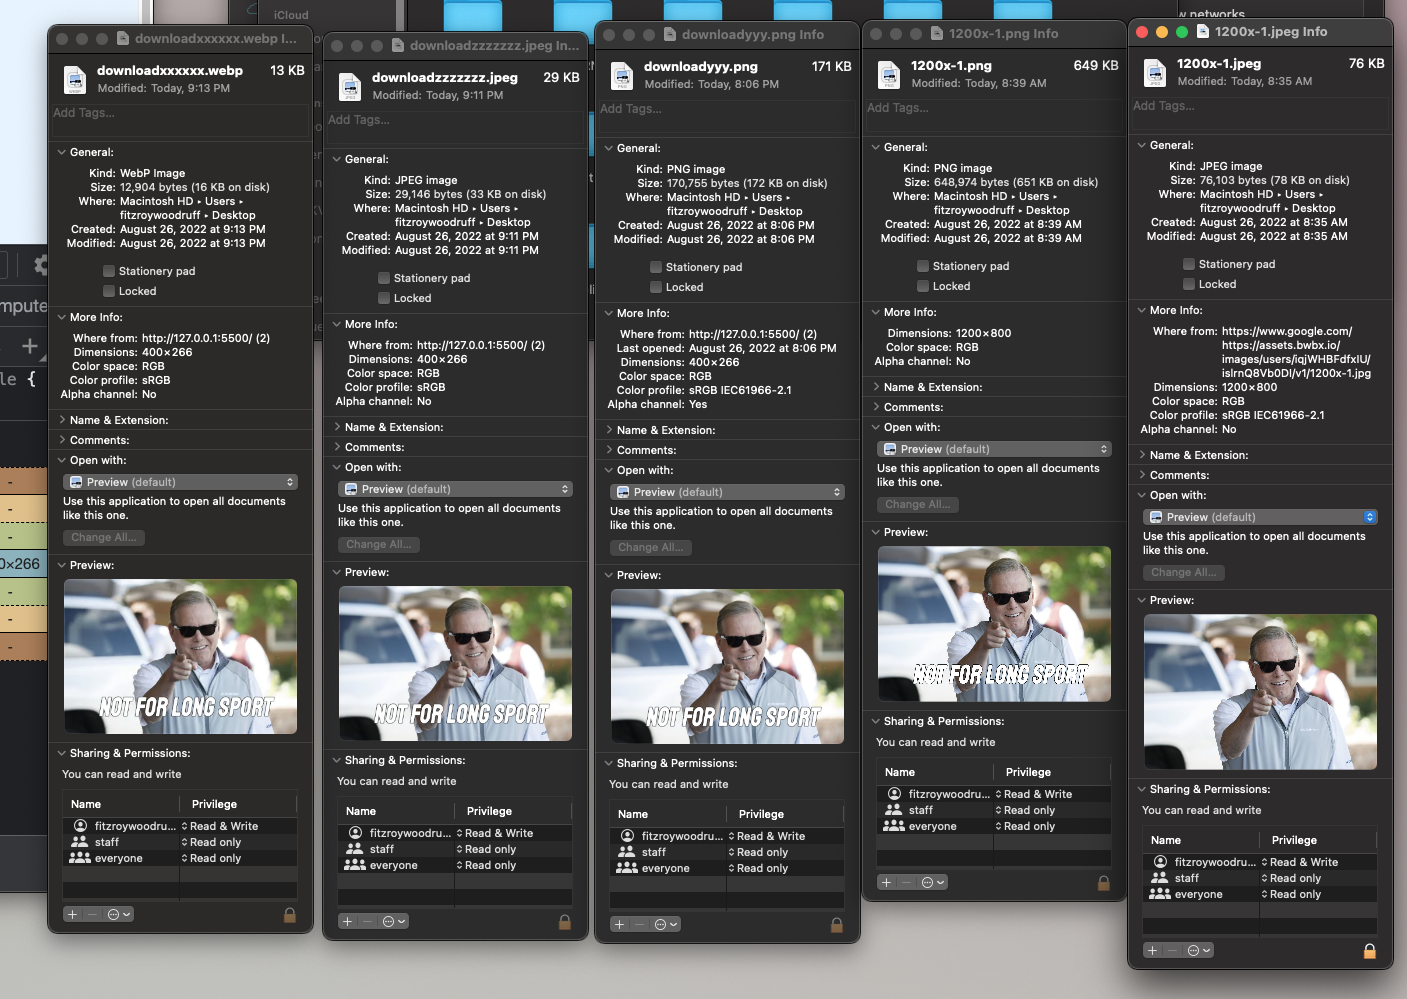 iCloud
w networks
mpute
le {
0×266
downloadxxxxxx.webp I...
downloadxxxxxx.webp 13 KB
Modified: Today, 9:13 PM
Add Tags...
General:
Kind: WebP Image
Size: 12,904 bytes (16 KB on disk)
Where: Macintosh HD ▸ Users ▸
fitzroywoodruff ▸ Desktop
Created: August 26, 2022 at 9:13 PM
Modified: August 26, 2022 at 9:13 PM
Stationery pad
Locked
More Info:
Where from: http://127.0.0.1:5500/ (2)
Dimensions: 400×266
Color space: RGB
Color profile: sRGB
Alpha channel: No
Name & Extension:
Comments:
Open with:
Preview (default)
Use this application to open all documents
like this one.
Change All...
Preview:
NOT FOR LONG SPORT
Sharing & Permissions:
You can read and write
Name Privilege
fitzroywoodru... Read & Write
staff Read only
everyone Read only
downloadzzzzzzz.jpeg In...
downloadzzzzzzz.jpeg 29 KB
Modified: Today, 9:11 PM
Add Tags...
General:
Kind: JPEG image
Size: 29,146 bytes (33 KB on disk)
Where: Macintosh HD ▸ Users ▸
fitzroywoodruff ▸ Desktop
Created: August 26, 2022 at 9:11 PM
Modified: August 26, 2022 at 9:11 PM
Stationery pad
Locked
More Info:
Where from: http://127.0.0.1:5500/ (2)
Dimensions: 400×266
Color space: RGB
Color profile: sRGB
Alpha channel: No
Name & Extension:
Comments:
Open with:
Preview (default)
Use this application to open all documents
like this one.
Change All...
Preview:
NOT FOR LONG SPORT
Sharing & Permissions:
You can read and write
Name Privilege
fitzroywoodru... Read & Write
staff Read only
everyone Read only
downloadyyy.png Info
downloadyyy.png 171 KB
Modified: Today, 8:06 PM
Add Tags...
General:
Kind: PNG image
Size: 170,755 bytes (172 KB on disk)
Where: Macintosh HD ▸ Users ▸
fitzroywoodruff ▸ Desktop
Created: August 26, 2022 at 8:06 PM
Modified: August 26, 2022 at 8:06 PM
Stationery pad
Locked
More Info:
Where from: http://127.0.0.1:5500/ (2)
Last opened: August 26, 2022 at 8:06 PM
Dimensions: 400×266
Color space: RGB
Color profile: sRGB IEC61966-2.1
Alpha channel: Yes
Name & Extension:
Comments:
Open with:
Preview (default)
Use this application to open all documents
like this one.
Change All...
Preview:
NOT FOR LONG SPORT
Sharing & Permissions:
You can read and write
Name Privilege
fitzroywoodru... Read & Write
staff Read only
everyone Read only
1200x-1.png Info
1200x-1.png 649 KB
Modified: Today, 8:39 AM
Add Tags...
General:
Kind: PNG image
Size: 648,974 bytes (651 KB on disk)
Where: Macintosh HD ▸ Users ▸
fitzroywoodruff ▸ Desktop
Created: August 26, 2022 at 8:39 AM
Modified: August 26, 2022 at 8:39 AM
Stationery pad
Locked
More Info:
Dimensions: 1200×800
Color space: RGB
Alpha channel: No
Name & Extension:
Comments:
Open with:
Preview (default)
Use this application to open all documents
like this one.
Change All...
Preview:
NOT FOR LONG SPORT
Sharing & Permissions:
You can read and write
Name Privilege
fitzroywoodru... Read & Write
staff Read only
everyone Read only
1200x-1.jpeg Info
1200x-1.jpeg 76 KB
Modified: Today, 8:35 AM
Add Tags...
General:
Kind: JPEG image
Size: 76,103 bytes (78 KB on disk)
Where: Macintosh HD ▸ Users ▸
fitzroywoodruff ▸ Desktop
Created: August 26, 2022 at 8:35 AM
Modified: August 26, 2022 at 8:35 AM
Stationery pad
Locked
More Info:
Where from: https://www.google.com/
https://assets.bwbx.io/
images/users/iqjWHBFdfxIU/
isIrnQ8Vb0DI/v1/1200x-1.jpg
Dimensions: 1200×800
Color space: RGB
Color profile: sRGB IEC61966-2.1
Alpha channel: No
Name & Extension:
Comments:
Open with:
Preview (default)
Use this application to open all documents
like this one.
Change All...
Preview:
Sharing & Permissions:
You can read and write
Name Privilege
fitzroywoodru... Read & Write
staff Read only
everyone Read only